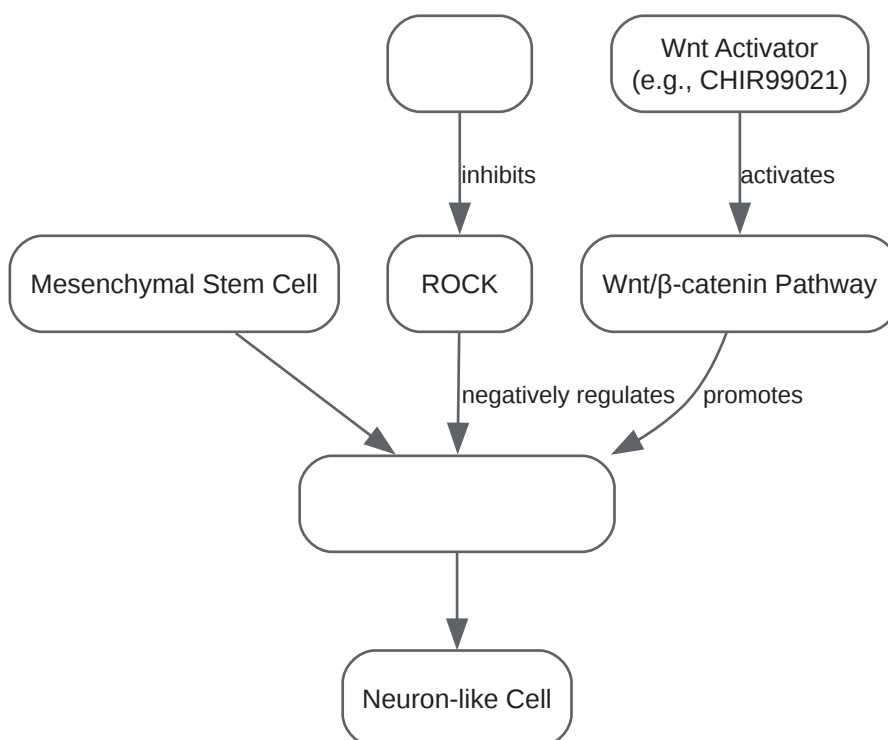 Wnt Activator
(e.g., CHIR99021)
inhibits
activates
Mesenchymal Stem Cell
ROCK
Wnt/β-catenin Pathway
negatively regulates
promotes
Neuron-like Cell